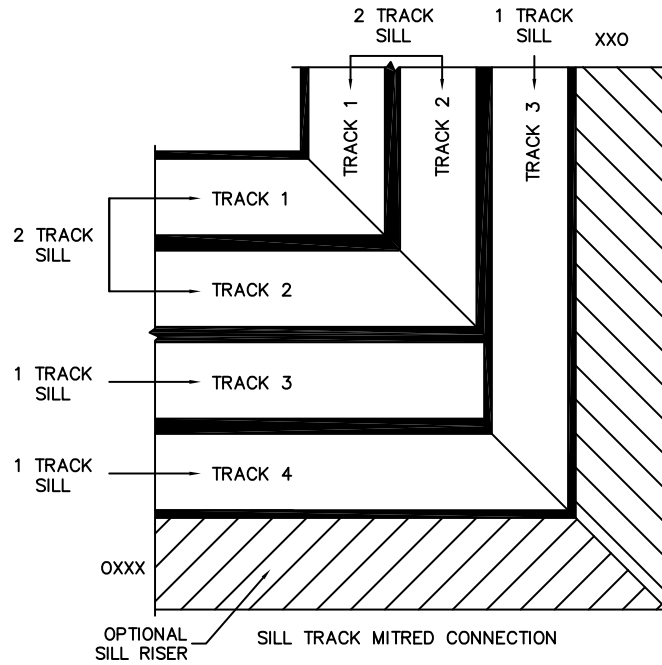 2 TRACK
SILL
1 TRACK
SILL
XXO
TRACK 1
TRACK 2
TRACK 3
2 TRACK
SILL
TRACK 1
TRACK 2
1 TRACK
SILL
TRACK 3
1 TRACK
SILL
TRACK 4
OXXX
OPTIONAL
SILL RISER
SILL TRACK MITRED CONNECTION